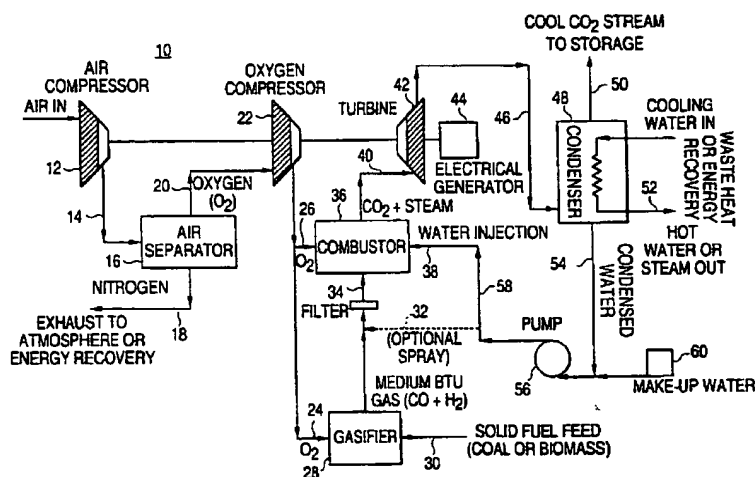 10
AIR
COMPRESSOR
AIR IN
12
14
AIR
SEPARATOR
16
NITROGEN
EXHAUST TO
ATMOSPHERE OR
ENERGY RECOVERY
18
20
OXYGEN
(O2)
OXYGEN
COMPRESSOR
22
TURBINE
42
44
ELECTRICAL
GENERATOR
40
CO2 + STEAM
36
26
O2
COMBUSTOR
WATER INJECTION
38
34
FILTER
32
(OPTIONAL
SPRAY)
58
MEDIUM BTU
GAS (CO + H2)
24
O2
GASIFIER
28
30
SOLID FUEL FEED
(COAL OR BIOMASS)
PUMP
56
60
MAKE-UP WATER
46
COOL CO2 STREAM
TO STORAGE
50
48
CONDENSER
COOLING
WATER IN
OR ENERGY
RECOVERY
WASTE HEAT
52
HOT
WATER OR
STEAM OUT
54
CONDENSED
WATER